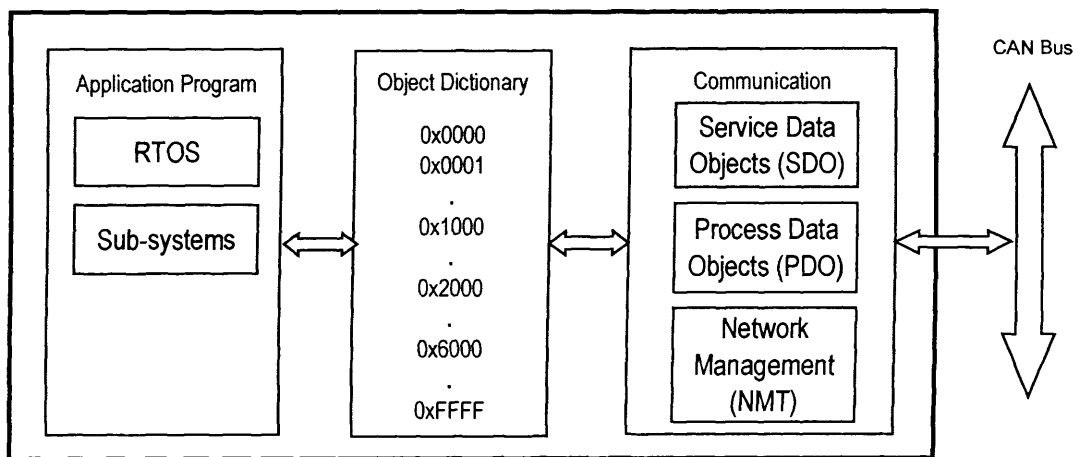 Application Program
RTOS
Sub-systems
Object Dictionary
0x0000
0x0001
.
0x1000
.
0x2000
.
0x6000
.
0xFFFF
Communication
Service Data
Objects (SDO)
Process Data
Objects (PDO)
Network
Management
(NMT)
CAN Bus